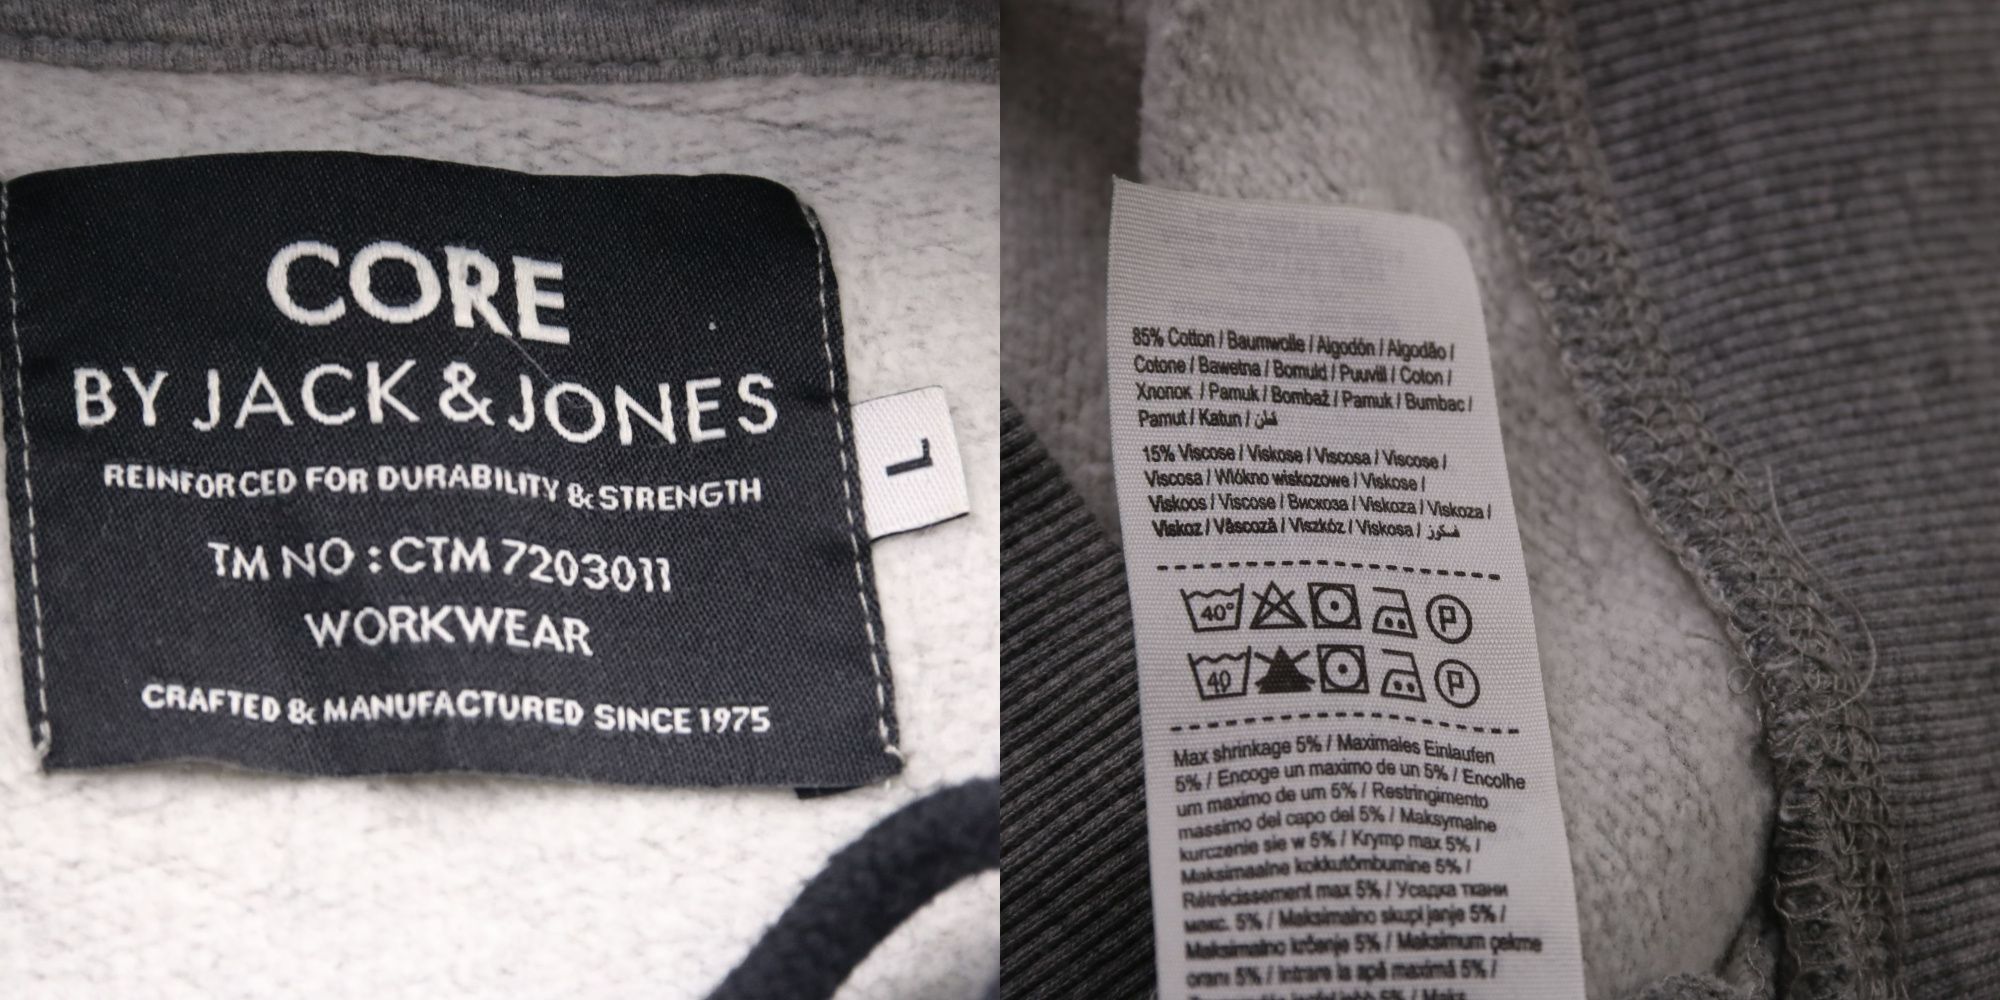 CORE
BY JACK & JONES
REINFORCED FOR DURABILITY & STRENGTH
TM NO : CTM 7203011
WORKWEAR
CRAFTED & MANUFACTURED SINCE 1975
L
85% Cotton / Baumwolle / Algodón / Algodão /
Cotone / Bawełna / Bomuld / Puuvill / Coton /
Хлопок / Pamuk / Bombaž / Pamuk / Bumbac /
Pamut / Katun / قطن
15% Viscose / Viskose / Viscosa / Viscose /
Viscosa / Włókno wiskozowe / Viskose /
Viskoos / Viscose / Вискоза / Viskoza / Viskoza /
Viskoz / Vâscoză / Viszkóz / Viskosa / فسكوز
40° P
40 P
Max shrinkage 5% / Maximales Einlaufen
5% / Encoge un maximo de un 5% / Encolhe
um maximo de um 5% / Restringimento
massimo del capo del 5% / Maksymalne
kurczenie sie w 5% / Krymp max 5% /
Maksimaalne kokkutõmbumine 5% /
Rétrécissement max 5% / Усадка ткани
макс. 5% / Maksimalno skupljanje 5% /
Maksimalno krčenje 5% / Maksimum çekme
oranı 5% / Intrare la apă maximă 5% /